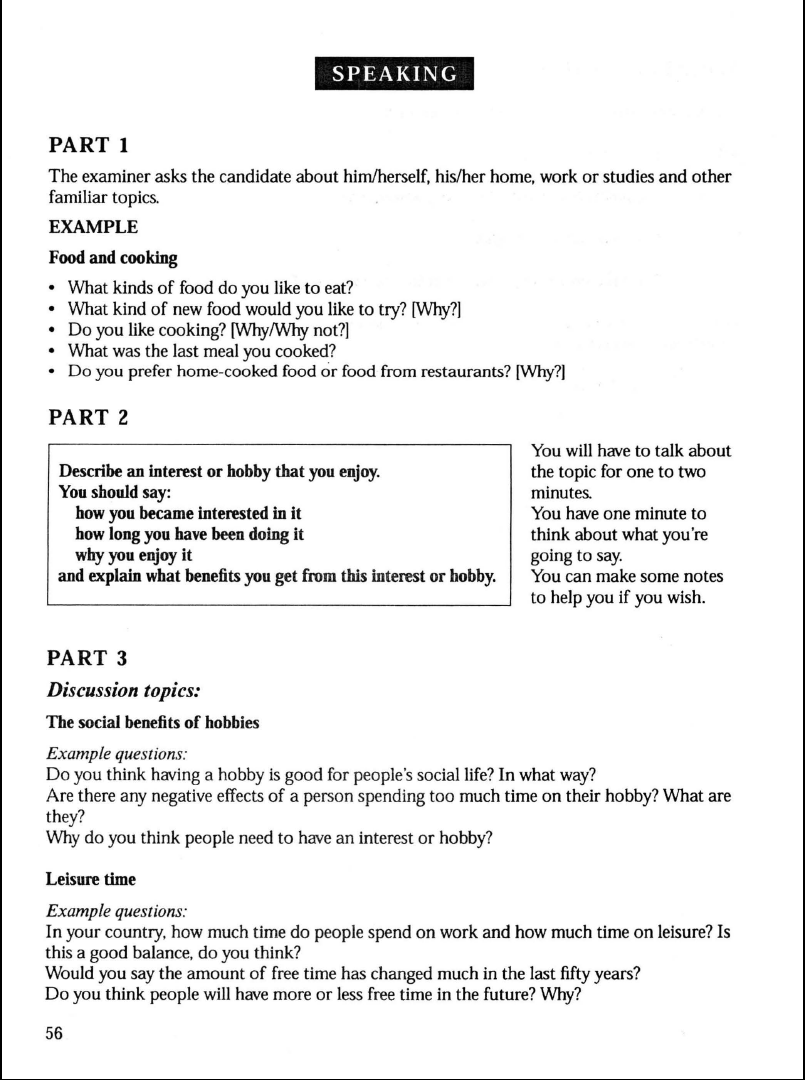 SPEAKING
PART 1
The examiner asks the candidate about him/herself, his/her home, work or studies and other
familiar topics.
EXAMPLE
Food and cooking
• What kinds of food do you like to eat?
• What kind of new food would you like to try? [Why?]
• Do you like cooking? [Why/Why not?]
• What was the last meal you cooked?
• Do you prefer home-cooked food or food from restaurants? [Why?]
PART 2
Describe an interest or hobby that you enjoy.
You should say:
how you became interested in it
how long you have been doing it
why you enjoy it
and explain what benefits you get from this interest or hobby.
You will have to talk about
the topic for one to two
minutes.
You have one minute to
think about what you're
going to say.
You can make some notes
to help you if you wish.
PART 3
Discussion topics:
The social benefits of hobbies
Example questions:
Do you think having a hobby is good for people's social life? In what way?
Are there any negative effects of a person spending too much time on their hobby? What are
they?
Why do you think people need to have an interest or hobby?
Leisure time
Example questions:
In your country, how much time do people spend on work and how much time on leisure? Is
this a good balance, do you think?
Would you say the amount of free time has changed much in the last fifty years?
Do you think people will have more or less free time in the future? Why?
56